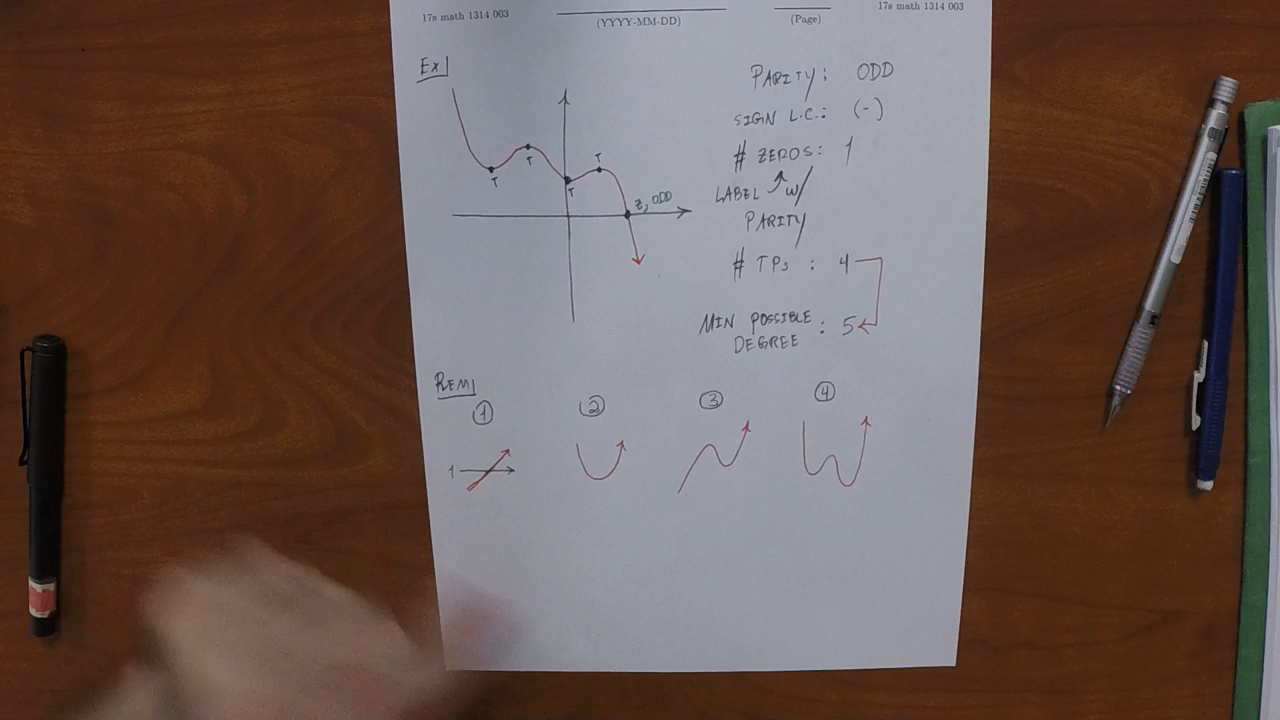 17s math 1314 003
(YYYY-MM-DD)
(Page)
17s math 1314 003
Ex
T
T
T
T
Z, ODD
PARITY: ODD
SIGN L.C.: (-)
# ZEROS: 1
LABEL w/
PARITY
# TPs : 4
MIN POSSIBLE
DEGREE : 5
REM
1
2
3
4
1